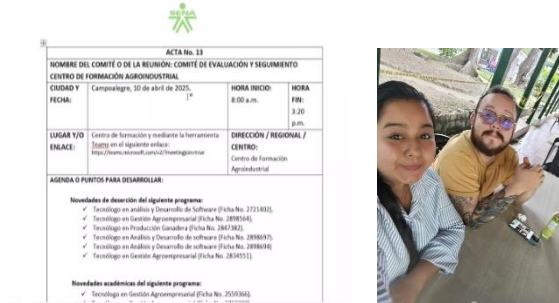 SENA
ACTA No. 13
NOMBRE DEL COMITÉ O DE LA REUNIÓN: COMITÉ DE EVALUACIÓN Y SEGUIMIENTO
CENTRO DE FORMACIÓN AGROINDUSTRIAL
CIUDAD Y FECHA:
Campoalegre, 10 de abril de 2025.
HORA INICIO:
8:00 a.m.
HORA FIN:
3:20 p.m.
LUGAR Y/O ENLACE:
Centro de formación y mediante la herramienta
Teams en el siguiente enlace:
DIRECCIÓN / REGIONAL /
CENTRO:
Centro de Formación
Agroindustrial
AGENDA O PUNTOS PARA DESARROLLAR:
Novedades de deserción del siguiente programa:
✓ Tecnólogo en análisis y Desarrollo de Software (Ficha No. 2721402).
✓ Tecnólogo en Gestión Agroempresarial (Ficha No. 2898564).
✓ Tecnólogo en Producción Ganadera (Ficha No. 2847382).
✓ Tecnólogo en Análisis y Desarrollo de Software (Ficha No. 2898697).
✓ Tecnólogo en Análisis y Desarrollo de Software (Ficha No. 2898694)
✓ Tecnólogo en Gestión Agroempresarial (Ficha No. 2834551).
Novedades académicas del siguiente programa:
✓ Tecnólogo en Gestión Agroempresarial (Ficha No. 2559366).